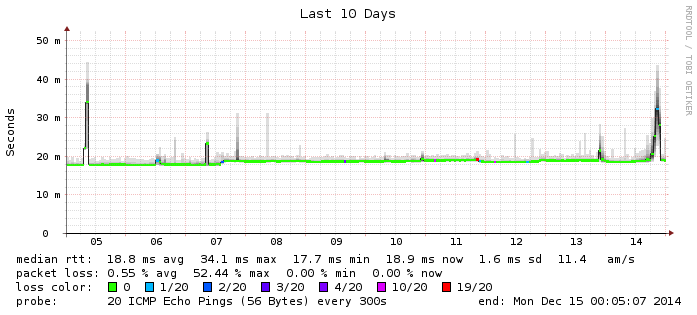 Last 10 Days
RRDTOOL / TOBI OETIKER
Seconds
50 m
40 m
30 m
20 m
10 m
0
05 06 07 08 09 10 11 12 13 14
median rtt: 18.8 ms avg 34.1 ms max 17.7 ms min 18.9 ms now 1.6 ms sd 11.4 am/s
packet loss: 0.55 % avg 52.44 % max 0.00 % min 0.00 % now
loss color: 0 1/20 2/20 3/20 4/20 10/20 19/20
probe: 20 ICMP Echo Pings (56 Bytes) every 300s end: Mon Dec 15 00:05:07 2014